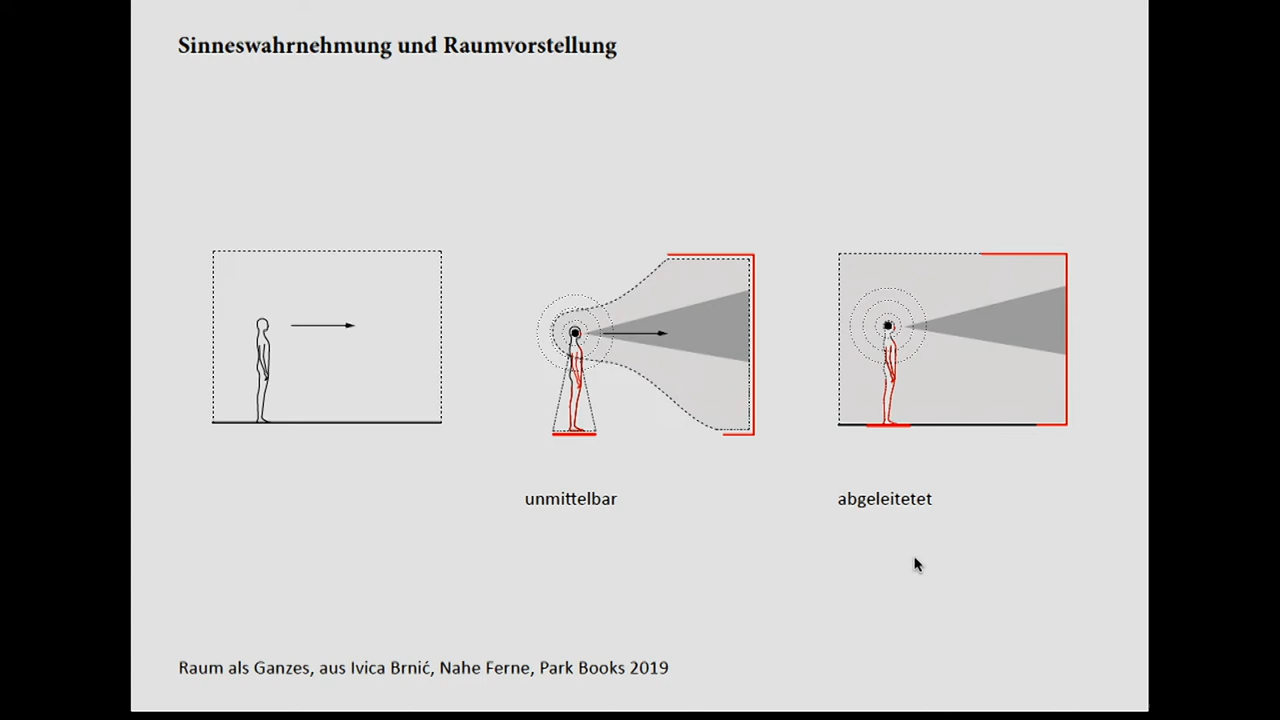 Sinneswahrnehmung und Raumvorstellung
unmittelbar
abgeleitetet
Raum als Ganzes, aus Ivica Brnić, Nahe Ferne, Park Books 2019